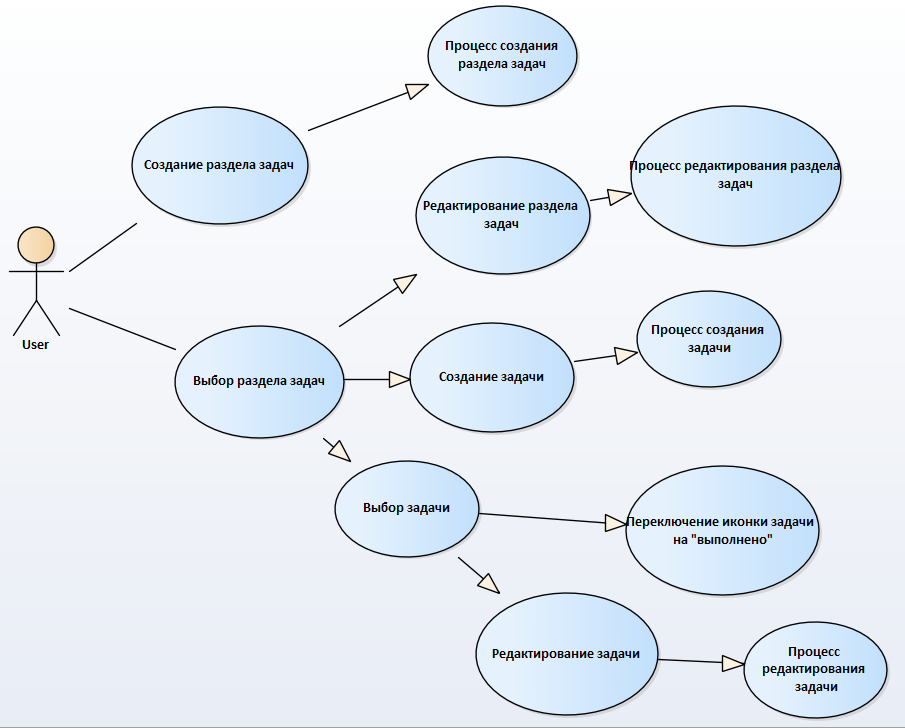 Процесс создания
раздела задач
Создание раздела задач
Процесс редактирования раздела
задач
Редактирование раздела
задач
User
Процесс создания
задачи
Выбор раздела задач
Создание задачи
Выбор задачи
Переключение иконки задачи
на "выполнено"
Редактирование задачи
Процесс
редактирования
задачи